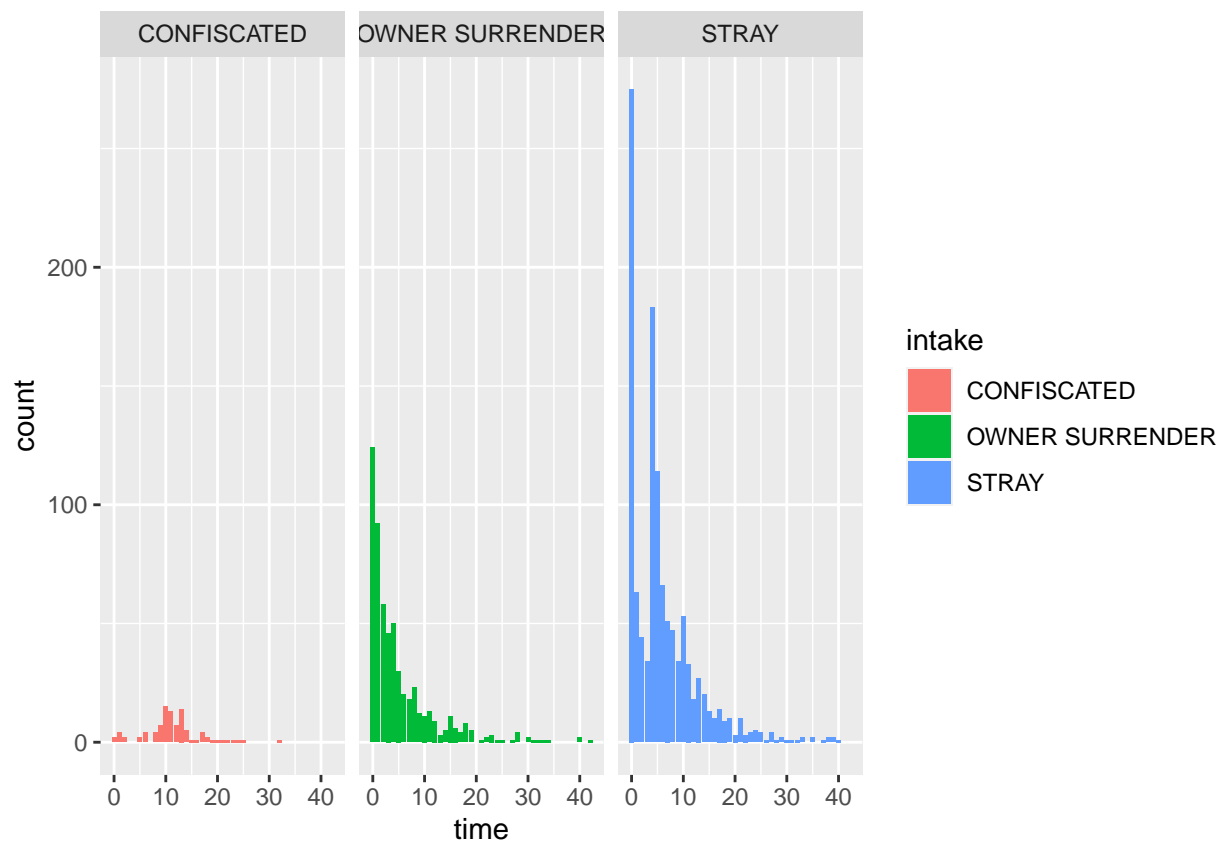 CONFISCATED
OWNER SURRENDER
STRAY
count
200
100
0
0 10 20 30 40
0 10 20 30 40
0 10 20 30 40
time
intake
CONFISCATED
OWNER SURRENDER
STRAY